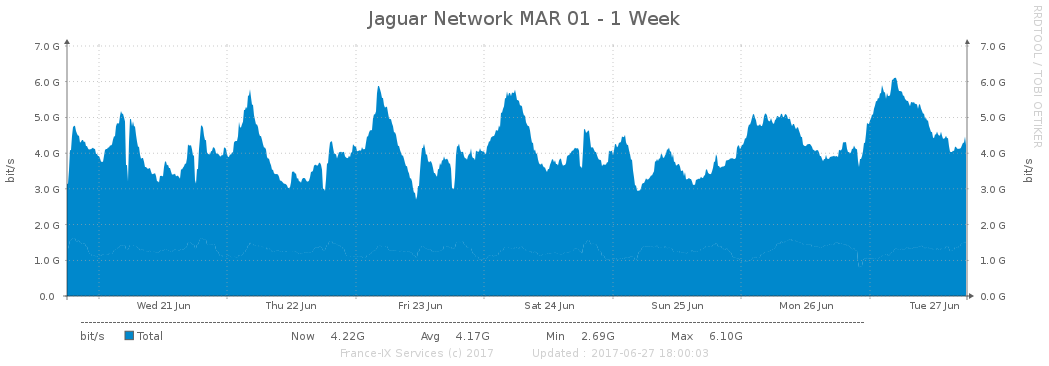 Jaguar Network MAR 01 - 1 Week
RRDTOOL / TOBI OETIKER
bit/s
7.0 G 7.0 G
6.0 G 6.0 G
5.0 G 5.0 G
4.0 G 4.0 G
3.0 G 3.0 G
2.0 G 2.0 G
1.0 G 1.0 G
0.0 0.0 G
bit/s
Wed 21 Jun Thu 22 Jun Fri 23 Jun Sat 24 Jun Sun 25 Jun Mon 26 Jun Tue 27 Jun
bit/s Total Now 4.22G Avg 4.17G Min 2.69G Max 6.10G
France-IX Services (c) 2017 Updated : 2017-06-27 18:00:03